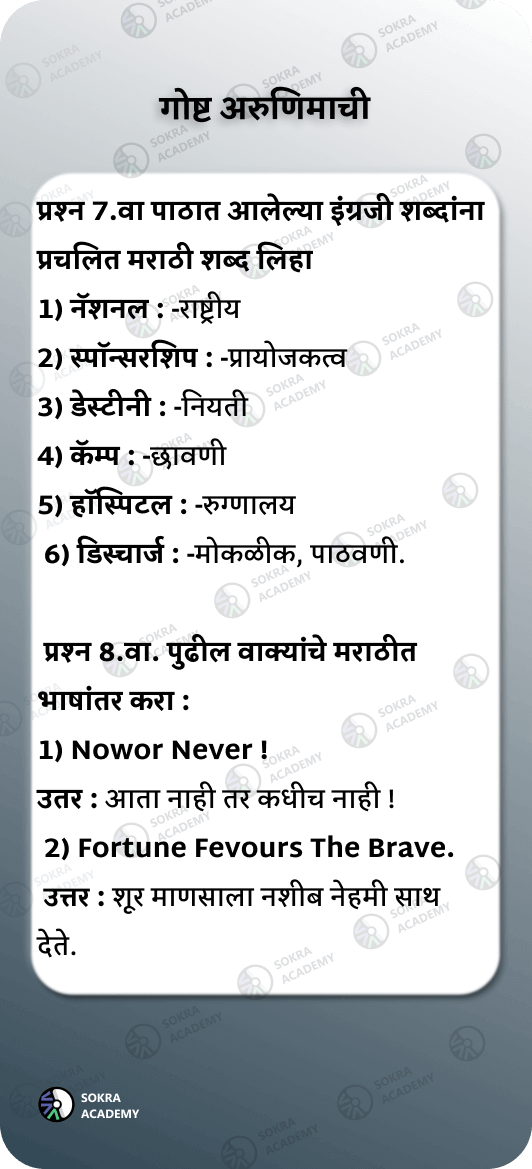 गोष्ट अरुणिमाची
प्रश्न 7.वा पाठात आलेल्या इंग्रजी शब्दांना
प्रचलित मराठी शब्द लिहा
1) नॅशनल : -राष्ट्रीय
2) स्पॉन्सरशिप : -प्रायोजकत्व
3) डेस्टीनी : -नियती
4) कॅम्प : -छावणी
5) हॉस्पिटल : -रुग्णालय
6) डिस्चार्ज : -मोकळीक, पाठवणी.
प्रश्न 8.वा. पुढील वाक्यांचे मराठीत
भाषांतर करा :
1) Nowor Never !
उतर : आता नाही तर कधीच नाही !
2) Fortune Fevours The Brave.
उत्तर : शूर माणसाला नशीब नेहमी साथ
देते.
SOKRA
ACADEMY